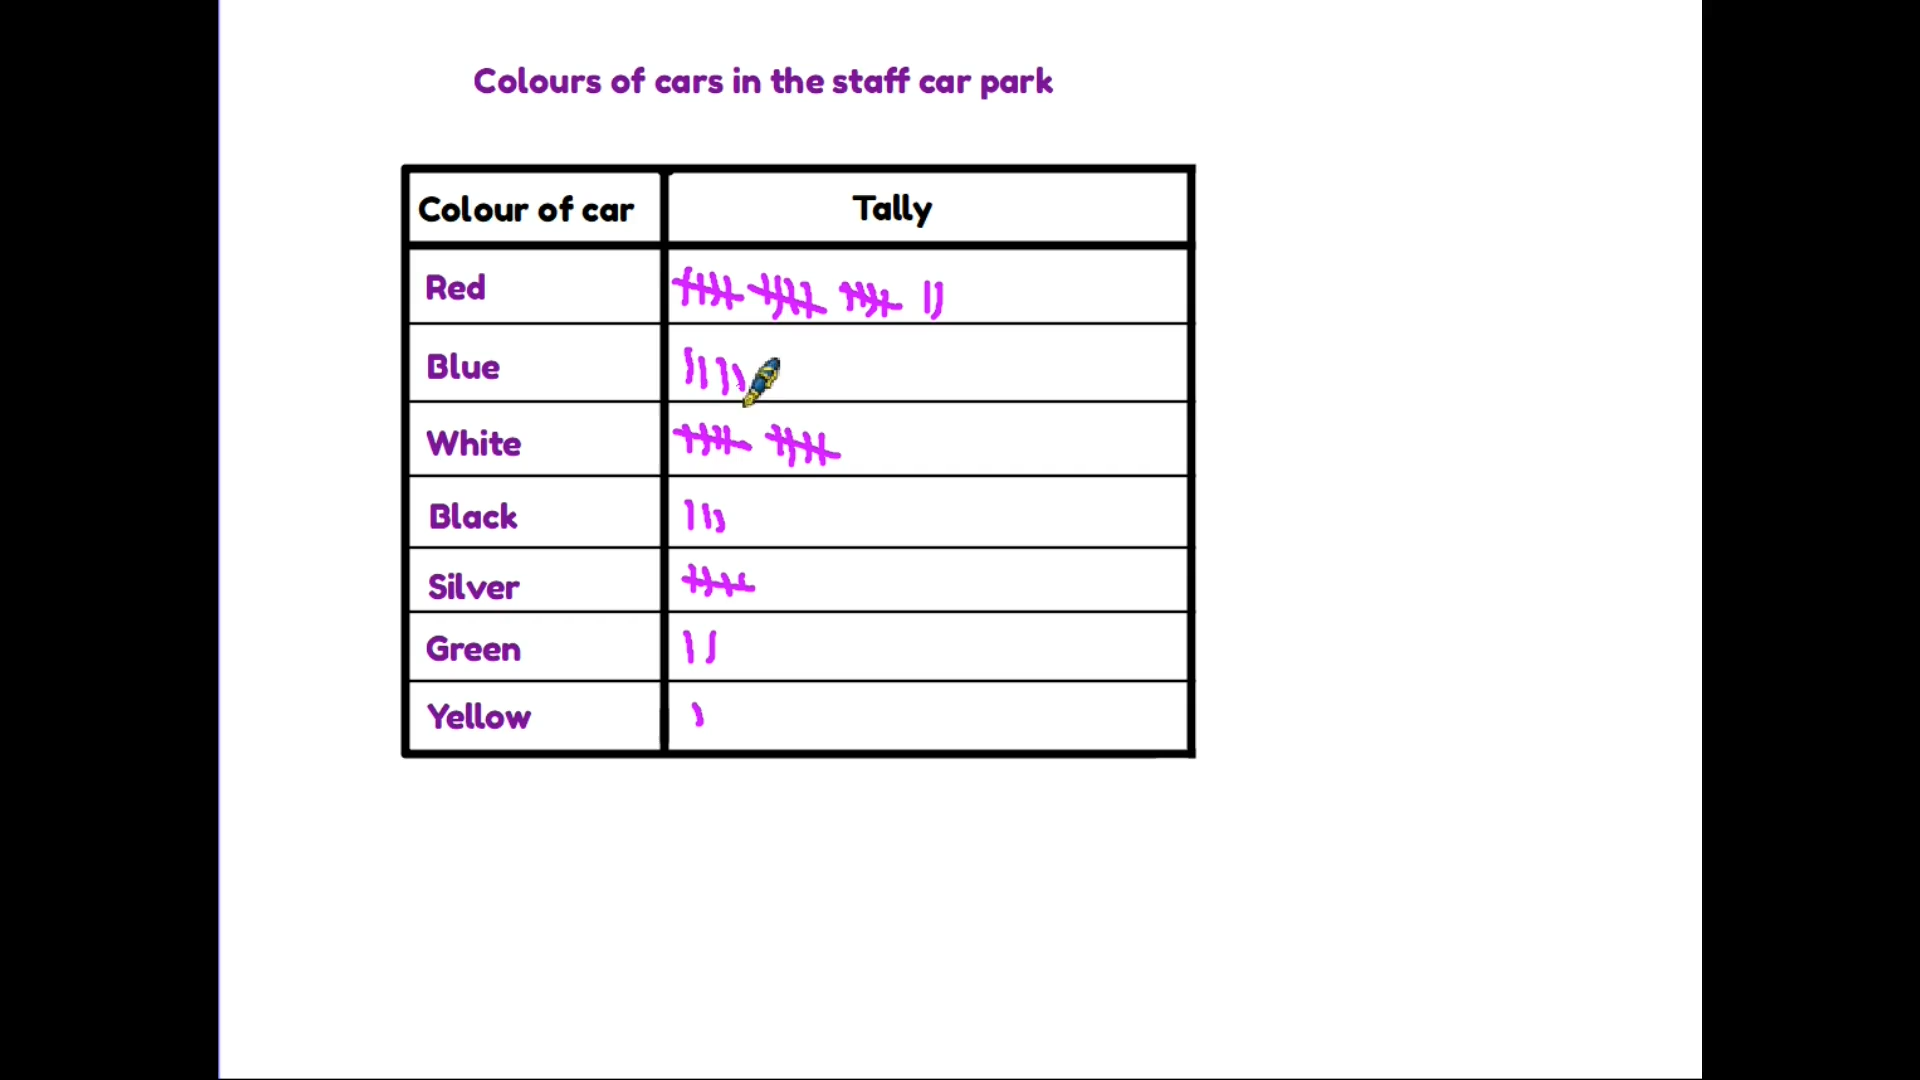 Colours of cars in the staff car park
Colour of car Tally
Red
Blue
White
Black
Silver
Green
Yellow